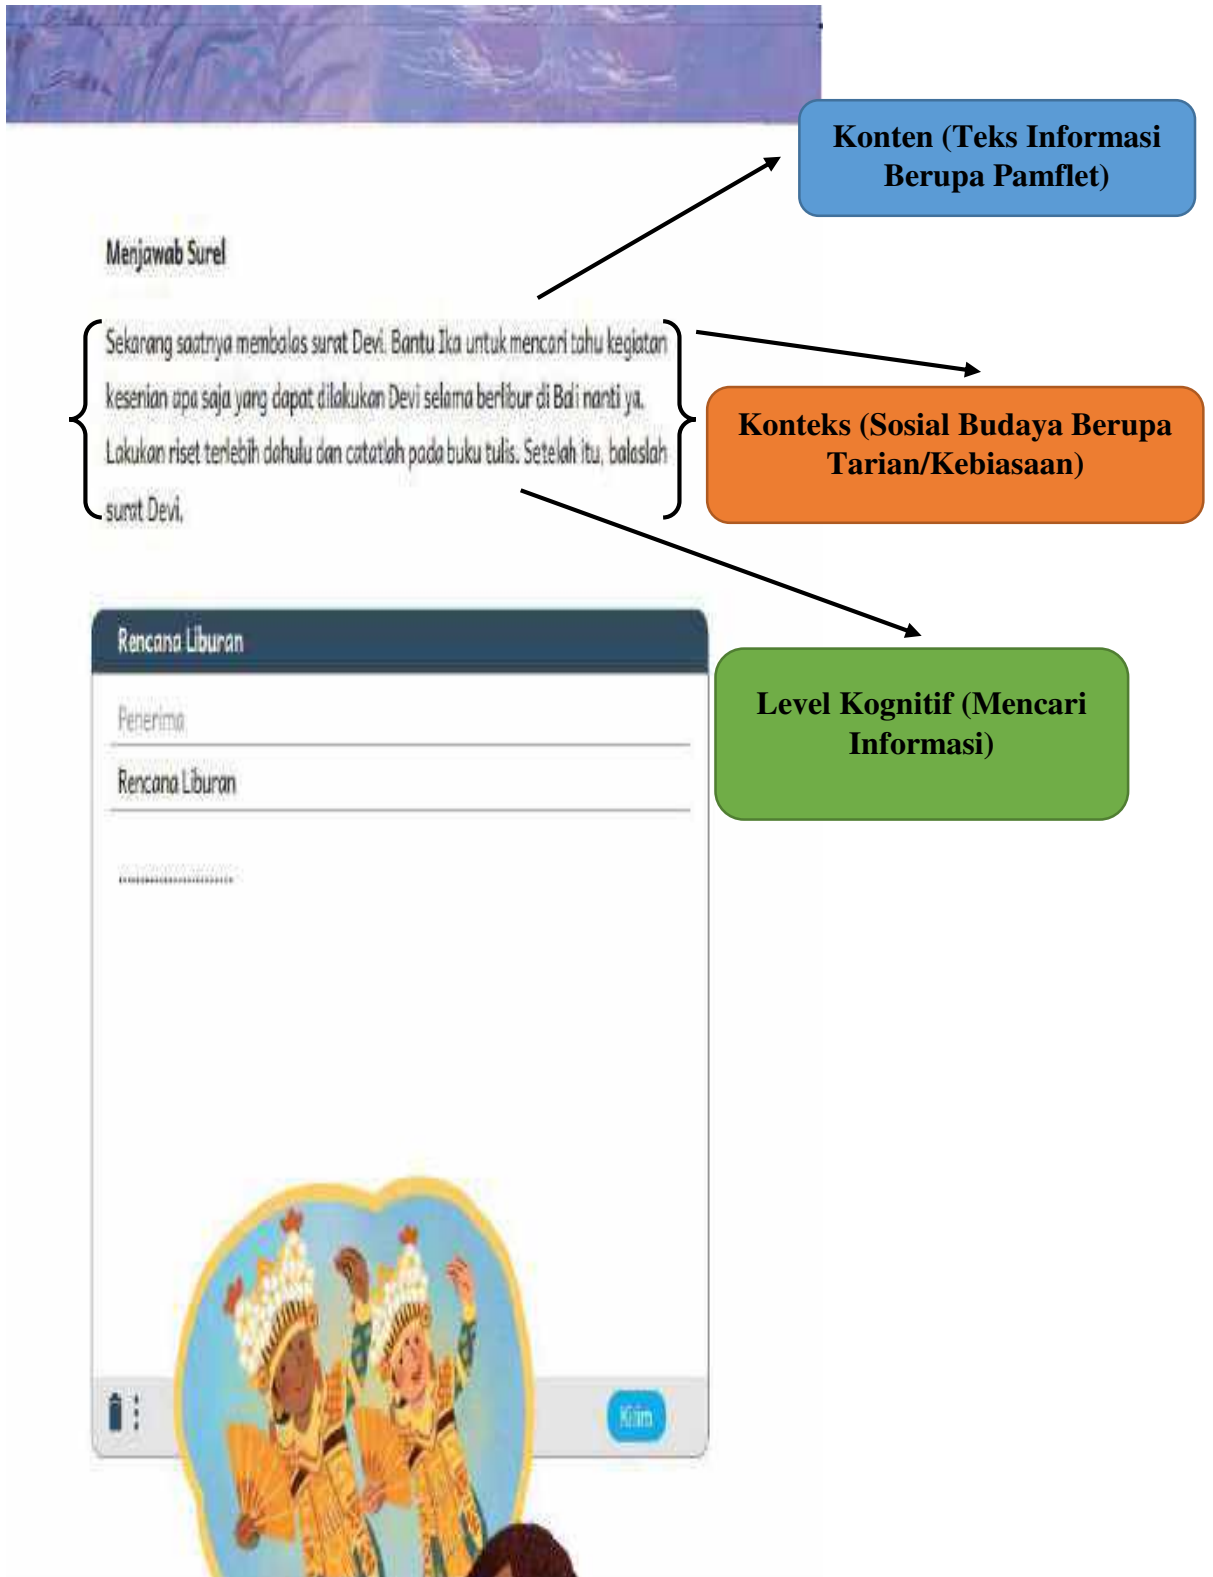 Konten (Teks Informasi
Berupa Pamflet)
Menjawab Surel
Sekarang saatnya membalas surat Devi. Bantu Ika untuk mencari tahu kegiatan
kesenian apa saja yang dapat dilakukan Devi selama berlibur di Bali nanti ya.
Lakukan riset terlebih dahulu dan catatlah pada buku tulis. Setelah itu, balaslah
surat Devi.
Konteks (Sosial Budaya Berupa
Tarian/Kebiasaan)
Level Kognitif (Mencari
Informasi)
Rencana Liburan
Penerima
Rencana Liburan
........................
Kirim